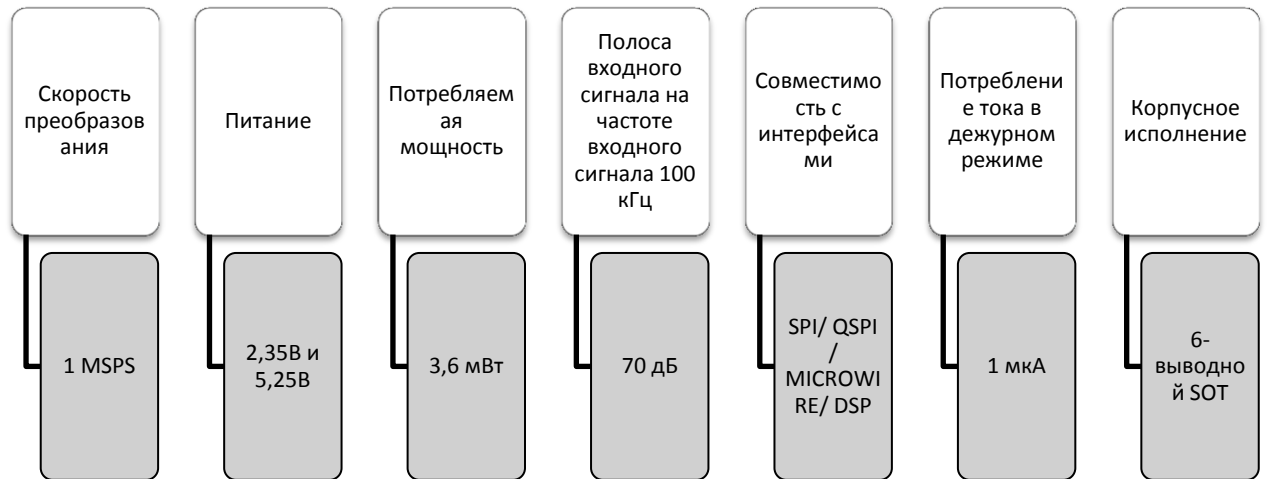 Скорость
преобразов
ания
Питание
Потребляем
ая
мощность
Полоса
входного
сигнала на
частоте
входного
сигнала 100
кГц
Совместимо
сть с
интерфейса
ми
Потреблени
е тока в
дежурном
режиме
Корпусное
исполнение
1 MSPS
2,35В и
5,25В
3,6 мВт
70 дБ
SPI/ QSPI
/
MICROWI
RE/ DSP
1 мкА
6-
выводно
й SOT